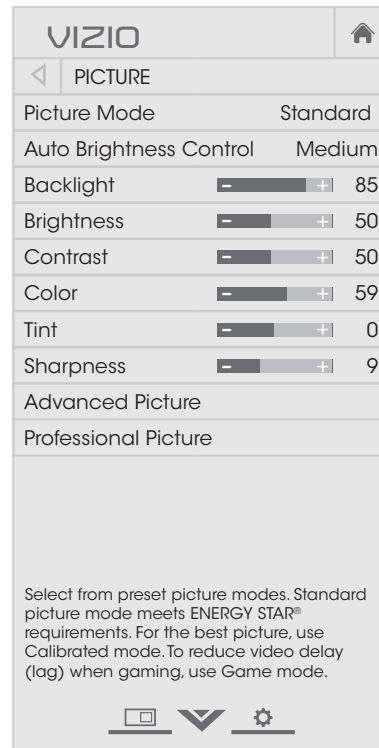 VIZIO
PICTURE
Picture Mode Standard
Auto Brightness Control Medium
Backlight - + 85
Brightness - + 50
Contrast - + 50
Color - + 59
Tint - + 0
Sharpness - + 9
Advanced Picture
Professional Picture
Select from preset picture modes. Standard
picture mode meets ENERGY STAR®
requirements. For the best picture, use
Calibrated mode. To reduce video delay
(lag) when gaming, use Game mode.